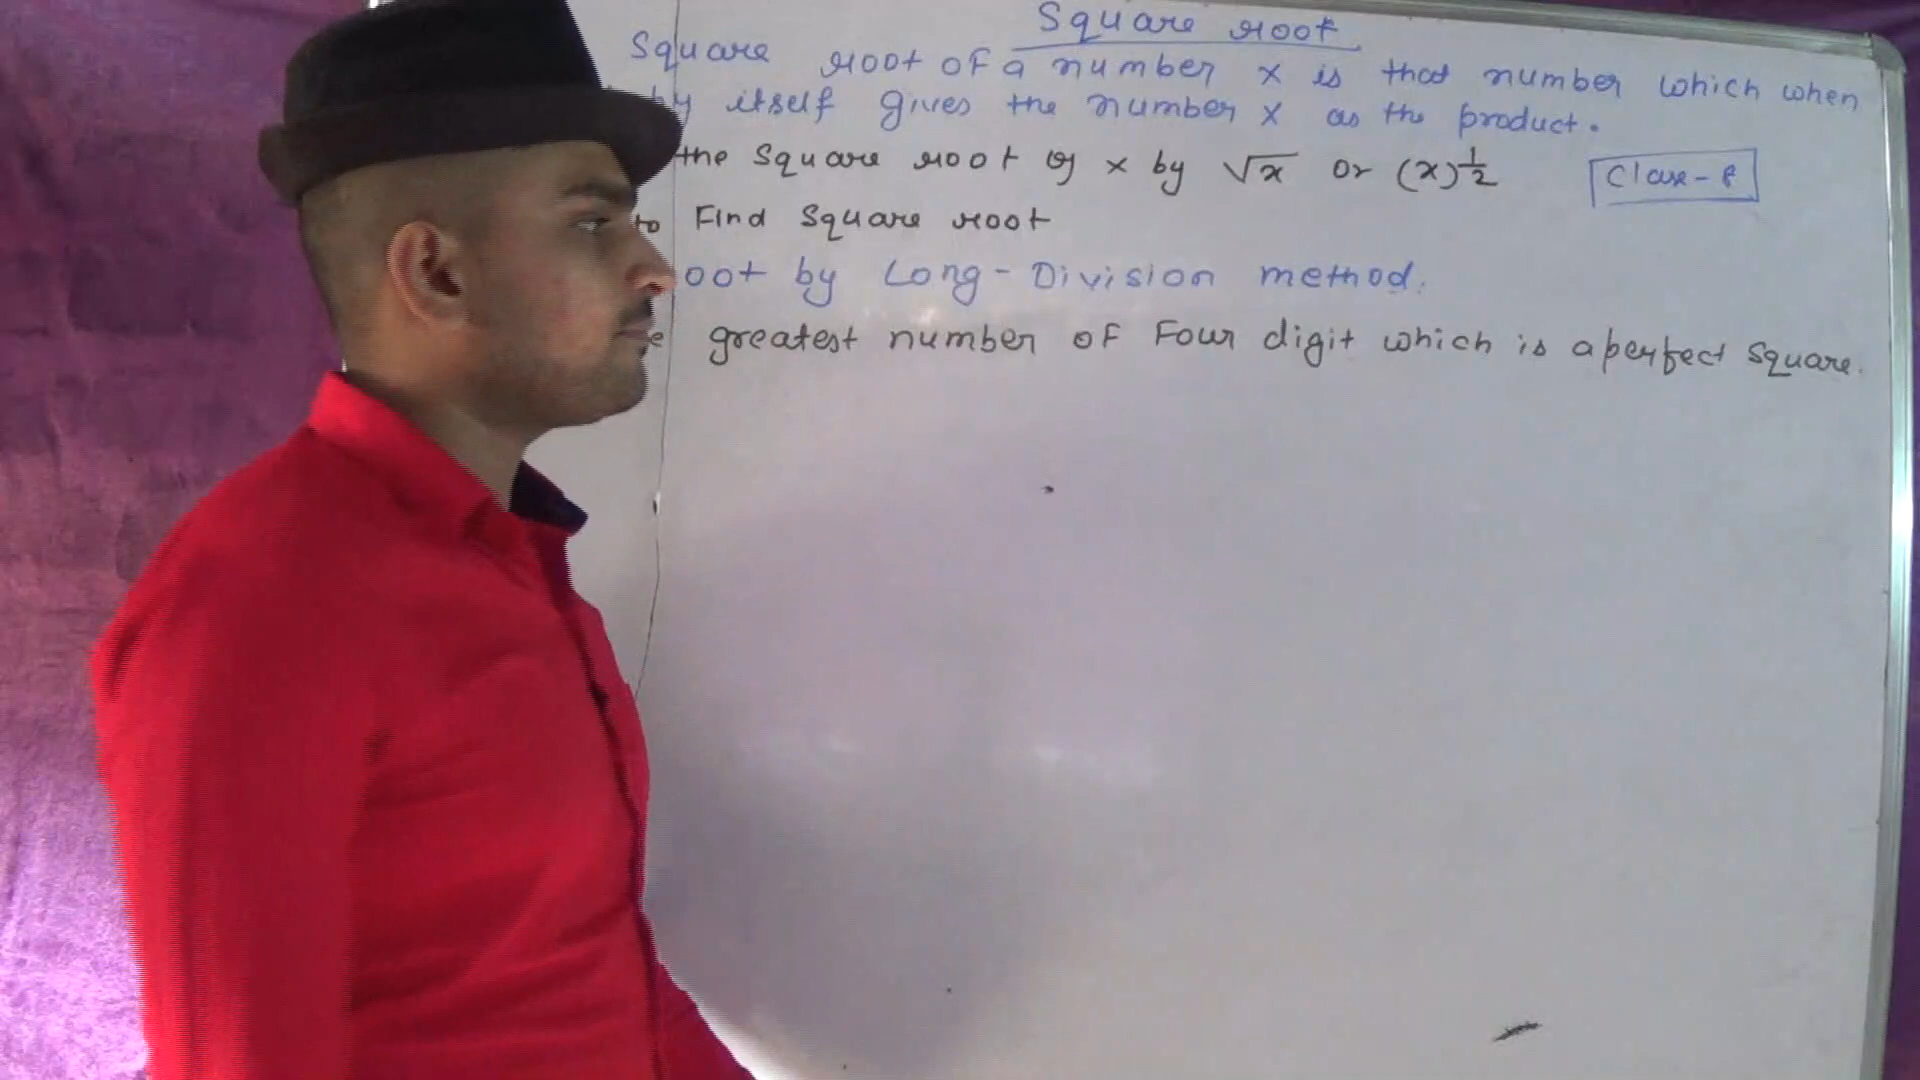 Square root
Square root of a number x is that number which when
by itself gives the number x as the product.
the square root of x by √x or (x)^1/2
Class-8
to Find square root
oot by Long-Division method.
e greatest number of Four digit which is a perfect square.